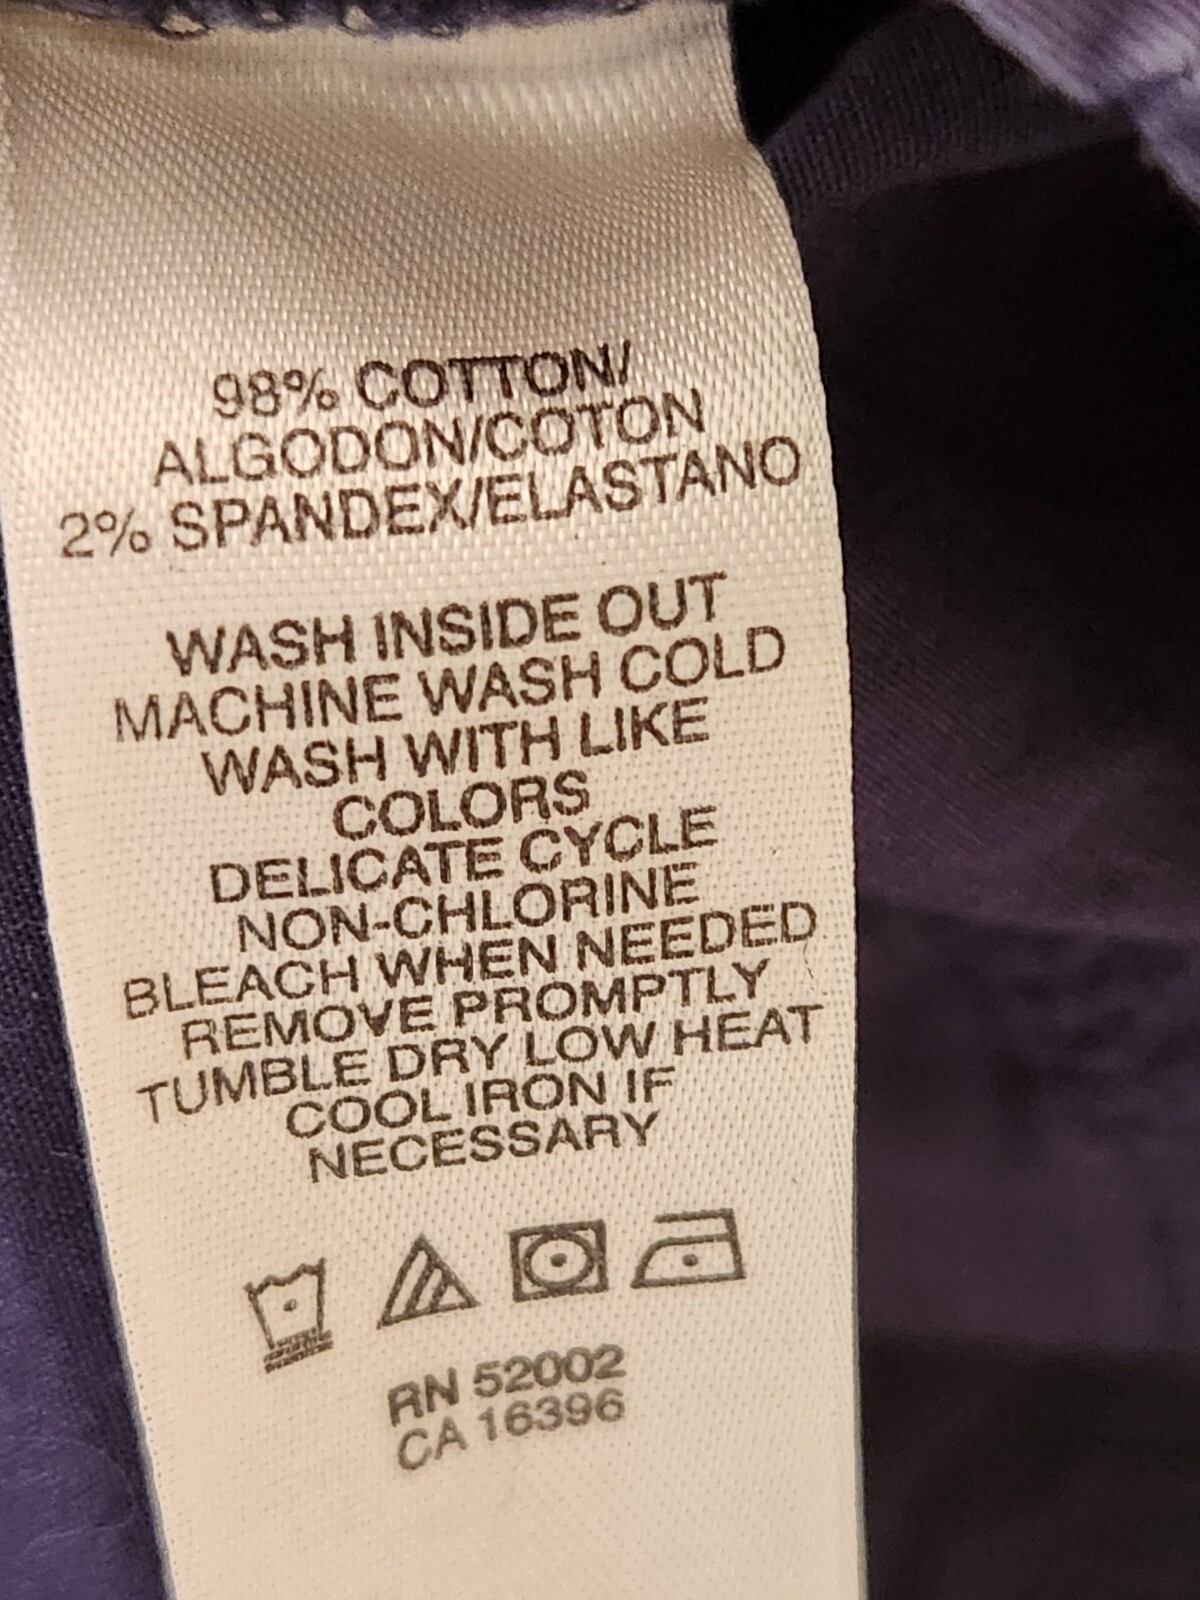 98% COTTON/
ALGODON/COTON
2% SPANDEX/ELASTANO
WASH INSIDE OUT
MACHINE WASH COLD
WASH WITH LIKE
COLORS
DELICATE CYCLE
NON-CHLORINE
BLEACH WHEN NEEDED
REMOVE PROMPTLY
TUMBLE DRY LOW HEAT
COOL IRON IF
NECESSARY
RN 52002
CA 16396